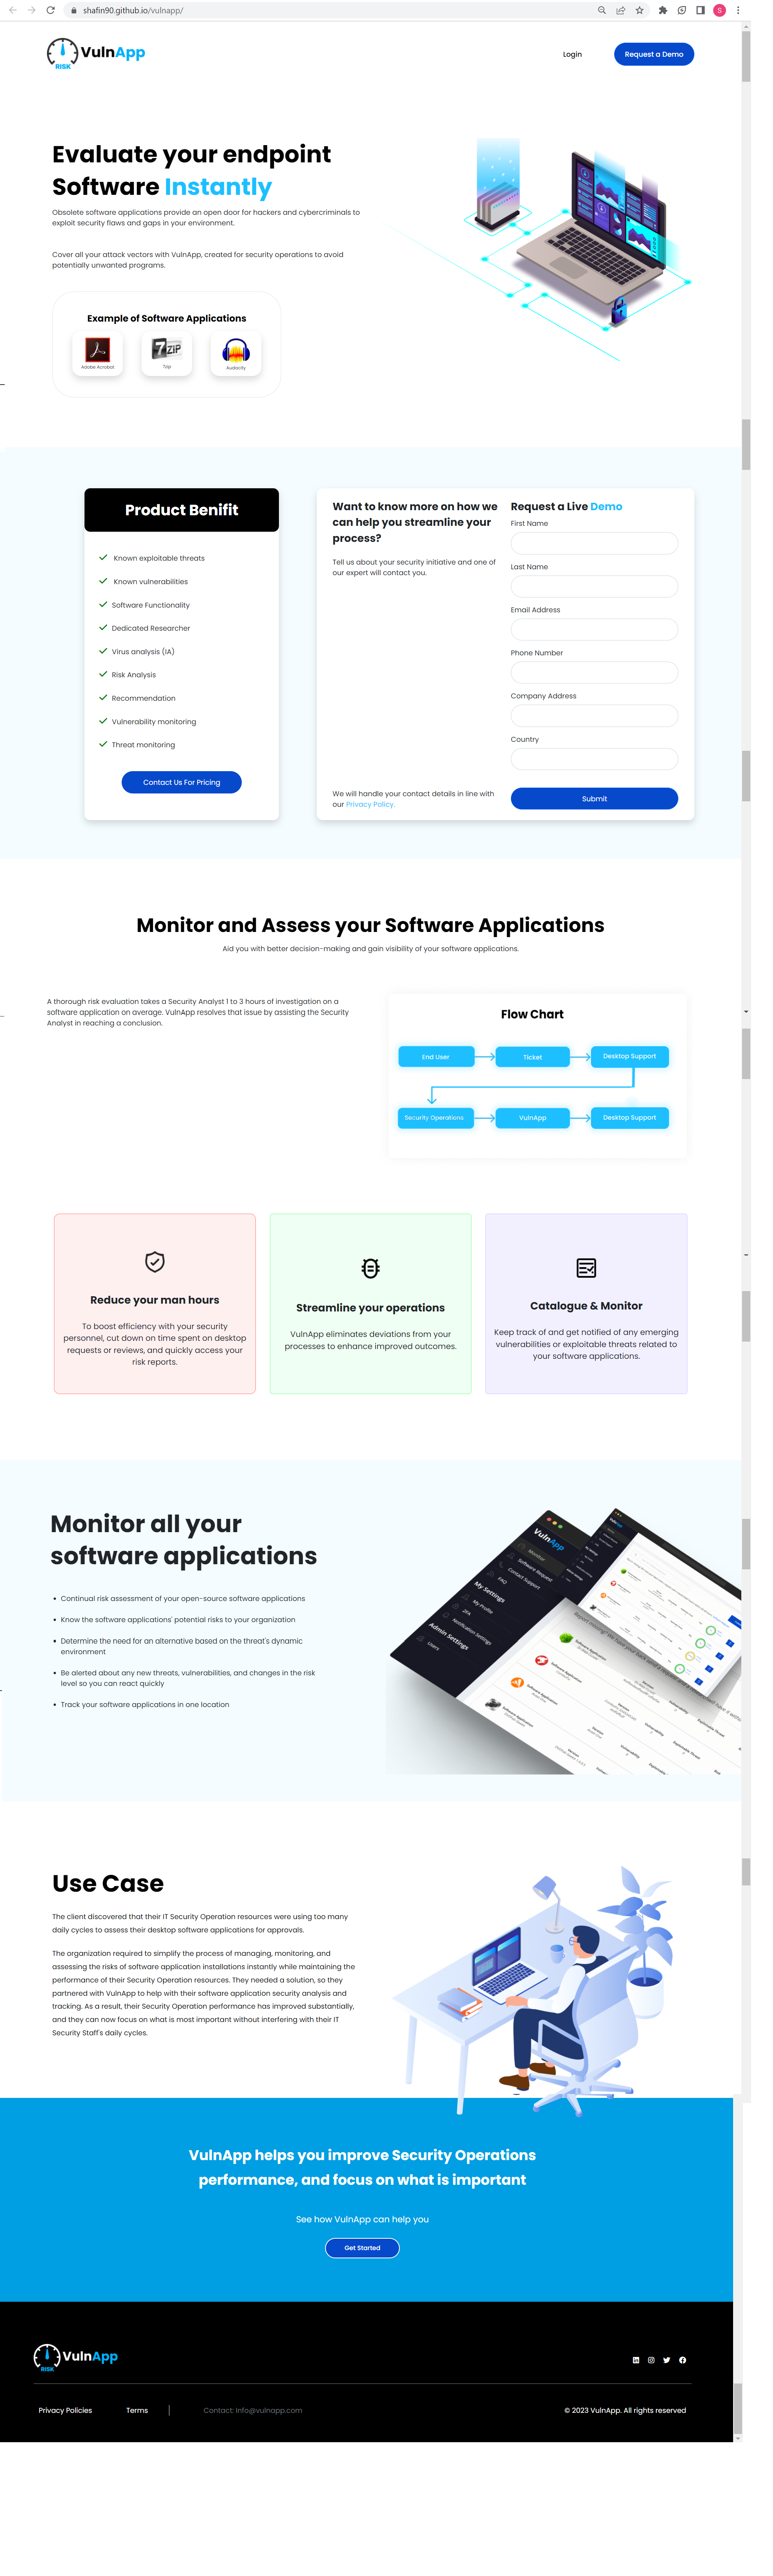 shafin90.github.io/vulnapp/
S
VulnApp
RISK
Login
Request a Demo
Evaluate your endpoint
Software Instantly
Obsolete software applications provide an open door for hackers and cybercriminals to
exploit security flaws and gaps in your environment.
Cover all your attack vectors with VulnApp, created for security operations to avoid
potentially unwanted programs.
Example of Software Applications
7ZIP
Adobe Acrobat
7zip
Audacity
Product Benifit
Known exploitable threats
Known vulnerabilities
Software Functionality
Dedicated Researcher
Virus analysis (IA)
Risk Analysis
Recommendation
Vulnerability monitoring
Threat monitoring
Contact Us For Pricing
Want to know more on how we
can help you streamline your
process?
Tell us about your security initiative and one of
our expert will contact you.
We will handle your contact details in line with
our Privacy Policy.
Request a Live Demo
First Name
Last Name
Email Address
Phone Number
Company Address
Country
Submit
Monitor and Assess your Software Applications
Aid you with better decision-making and gain visibility of your software applications.
A thorough risk evaluation takes a Security Analyst 1 to 3 hours of investigation on a
software application on average. VulnApp resolves that issue by assisting the Security
Analyst in reaching a conclusion.
Flow Chart
End User
Ticket
Desktop Support
Security Operations
VulnApp
Desktop Support
Reduce your man hours
To boost efficiency with your security
personnel, cut down on time spent on desktop
requests or reviews, and quickly access your
risk reports.
Streamline your operations
VulnApp eliminates deviations from your
processes to enhance improved outcomes.
Catalogue & Monitor
Keep track of and get notified of any emerging
vulnerabilities or exploitable threats related to
your software applications.
Monitor all your
software applications
Continual risk assessment of your open-source software applications
Know the software applications' potential risks to your organization
Determine the need for an alternative based on the threat's dynamic
environment
Be alerted about any new threats, vulnerabilities, and changes in the risk
level so you can react quickly
Track your software applications in one location
VulnApp
Monitor
Software Request
Contact Support
FAQ
My Settings
My Profile
2FA
Notification Settings
Admin Settings
Users
Use Case
The client discovered that their IT Security Operation resources were using too many
daily cycles to assess their desktop software applications for approvals.
The organization required to simplify the process of managing, monitoring, and
assessing the risks of software application installations instantly while maintaining the
performance of their Security Operation resources. They needed a solution, so they
partnered with VulnApp to help with their software application security analysis and
tracking. As a result, their Security Operation performance has improved substantially,
and they can now focus on what is most important without interfering with their IT
Security Staff's daily cycles.
VulnApp helps you improve Security Operations
performance, and focus on what is important
See how VulnApp can help you
Get Started
VulnApp
RISK
Privacy Policies
Terms
Contact: Info@vulnapp.com
© 2023 VulnApp. All rights reserved